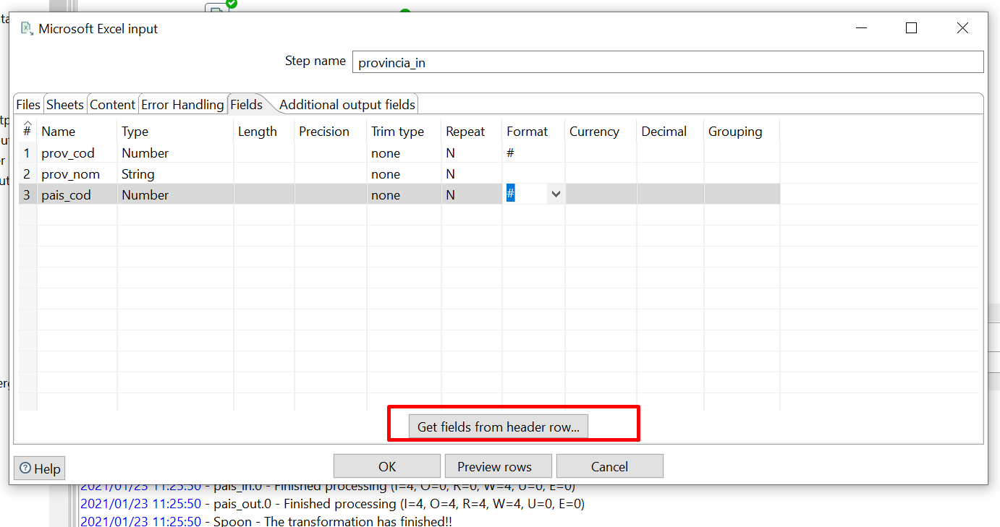 Microsoft Excel input
Step name provincia_in
Files Sheets Content Error Handling Fields Additional output fields
# Name Type Length Precision Trim type Repeat Format Currency Decimal Grouping
1 prov_cod Number none N #
2 prov_nom String none N
3 pais_cod Number none N #
Get fields from header row...
Help OK Preview rows Cancel
2021/01/23 11:25:50 - pais_in.0 - Finished processing (I=4, O=0, R=0, W=4, U=0, E=0)
2021/01/23 11:25:50 - pais_out.0 - Finished processing (I=4, O=4, R=4, W=4, U=0, E=0)
2021/01/23 11:25:50 - Spoon - The transformation has finished!!